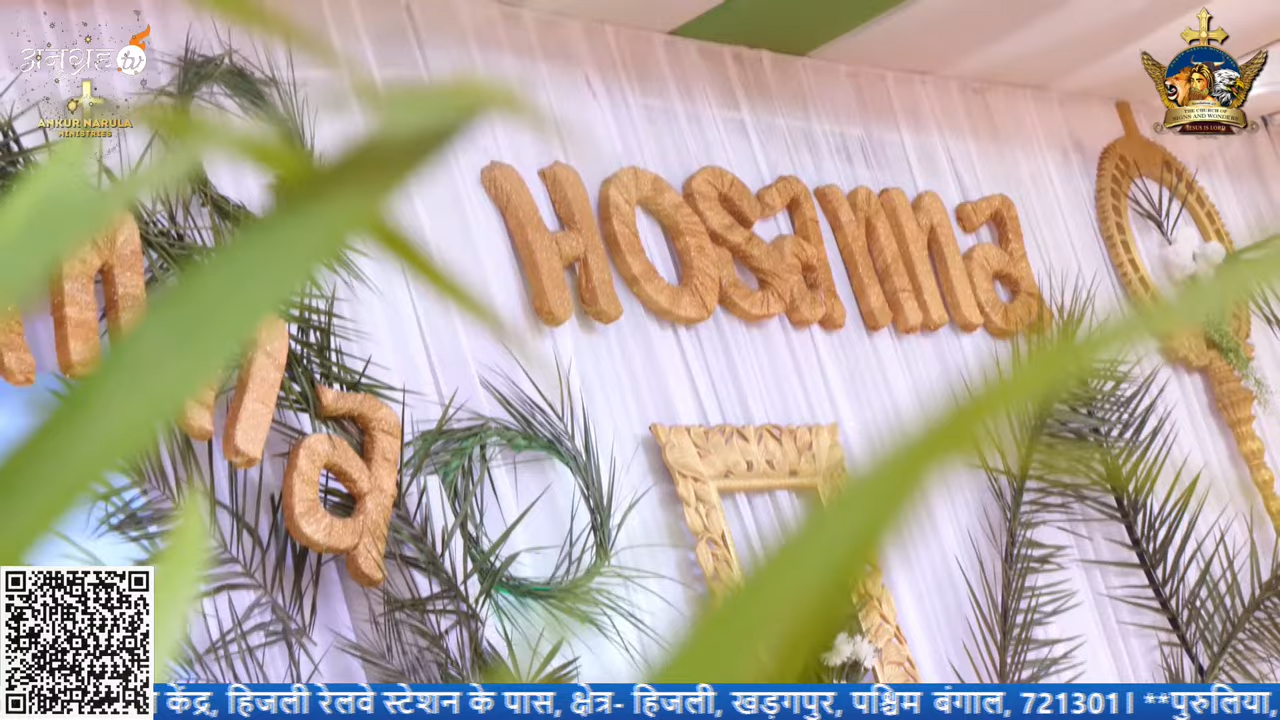 अनुग्रह tv
ANKUR NARULA
MINISTRIES
THE CHURCH OF
SIGNS AND WONDERS
JESUS IS LORD
Hosanna
nna
केंद्र, हिजली रेलवे स्टेशन के पास, क्षेत्र- हिजली, खड़गपुर, पश्चिम बंगाल, 721301। **पुरुलिया,